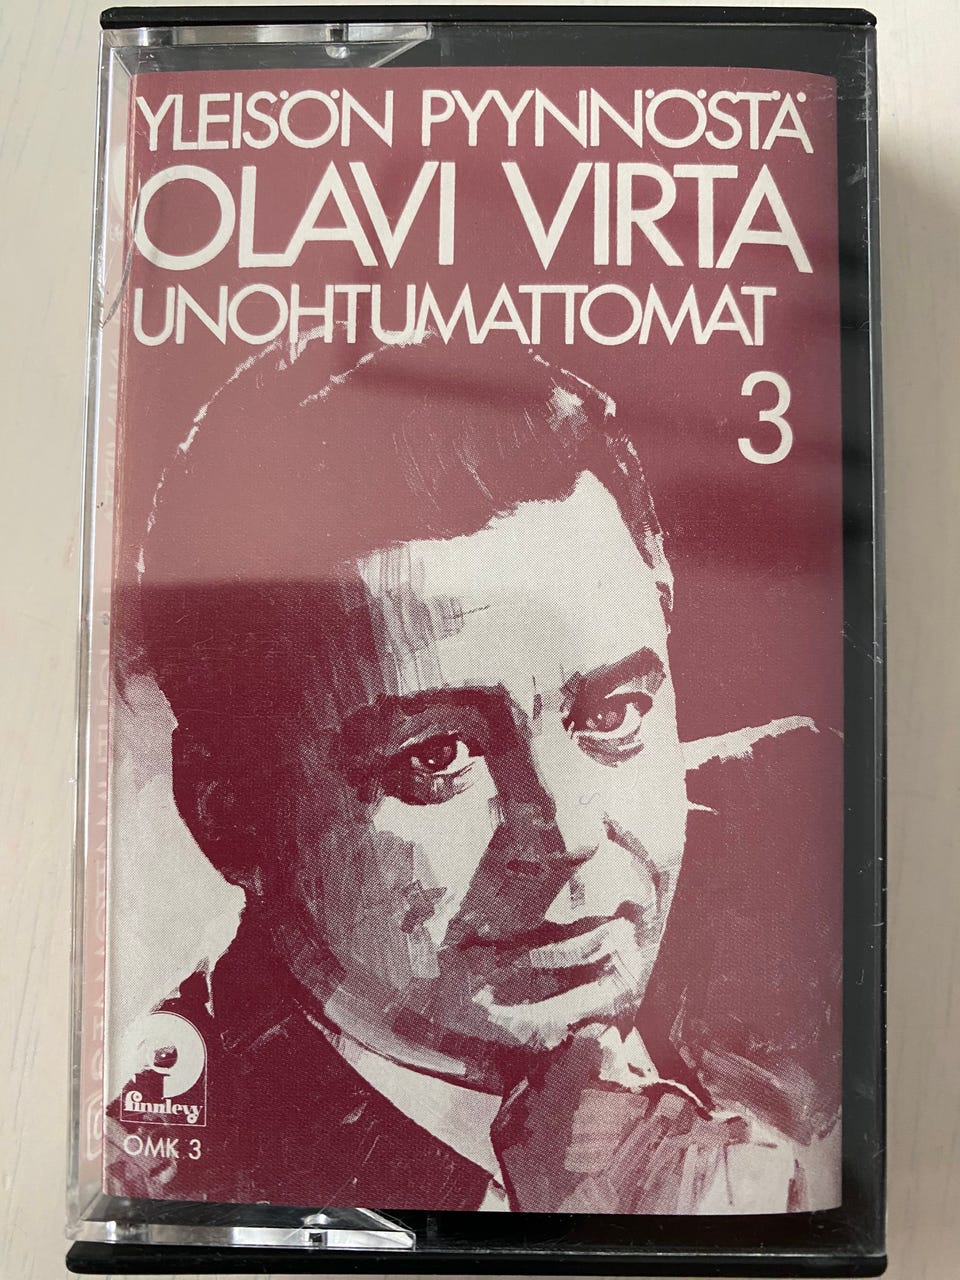 YLEISÖN PYYNNÖSTÄ
OLAVI VIRTA
UNOHTUMATTOMAT
3
finnlevy
OMK 3